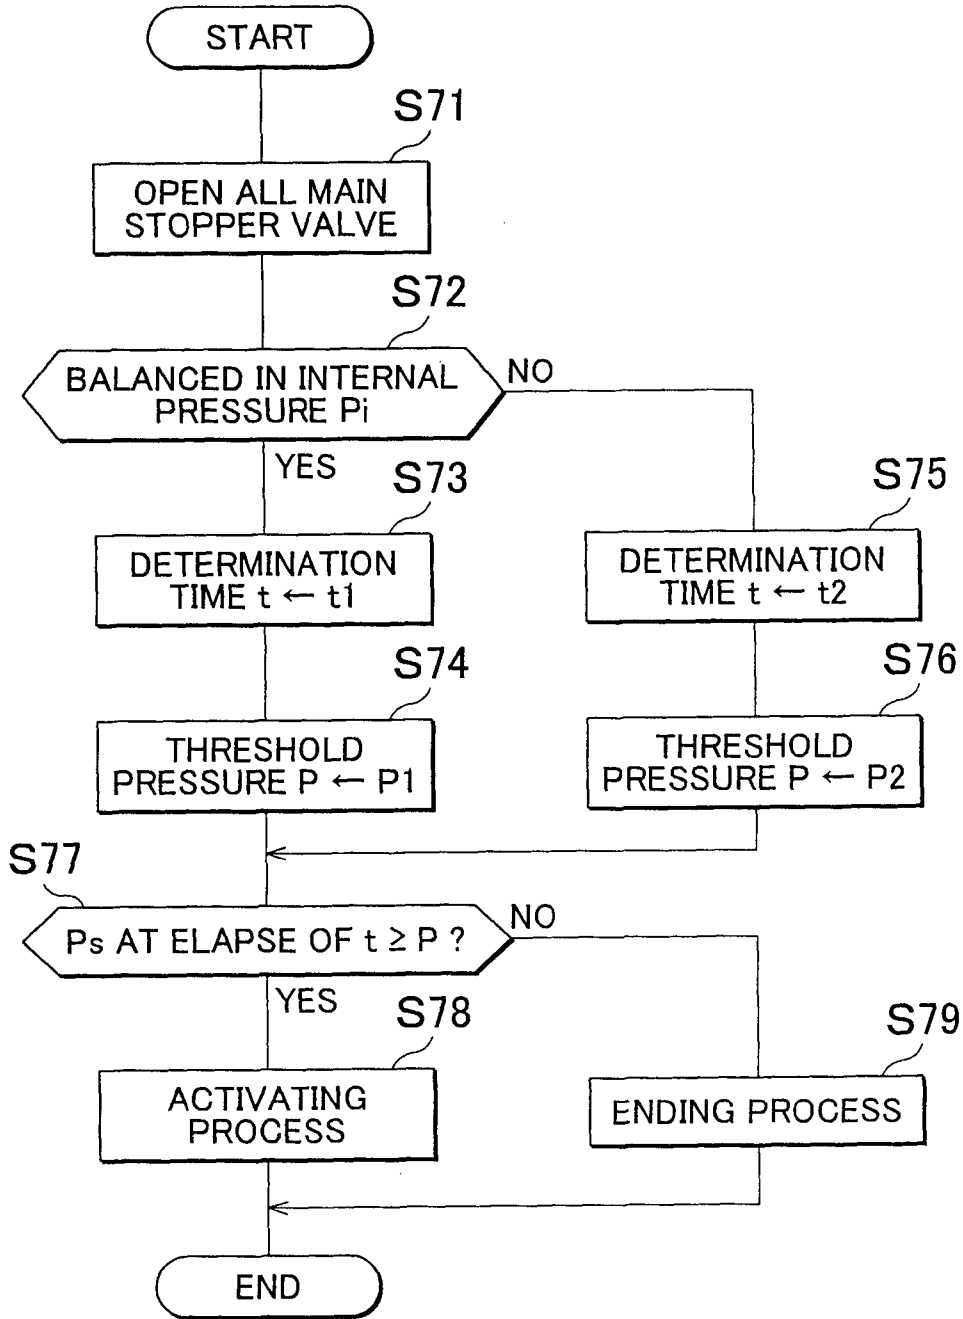 START
S71
OPEN ALL MAIN
STOPPER VALVE
S72
BALANCED IN INTERNAL
PRESSURE Pi
NO
YES
S73
DETERMINATION
TIME t ← t1
S75
DETERMINATION
TIME t ← t2
S74
THRESHOLD
PRESSURE P ← P1
S76
THRESHOLD
PRESSURE P ← P2
S77
Ps AT ELAPSE OF t ≥ P ?
NO
YES
S78
ACTIVATING
PROCESS
S79
ENDING PROCESS
END